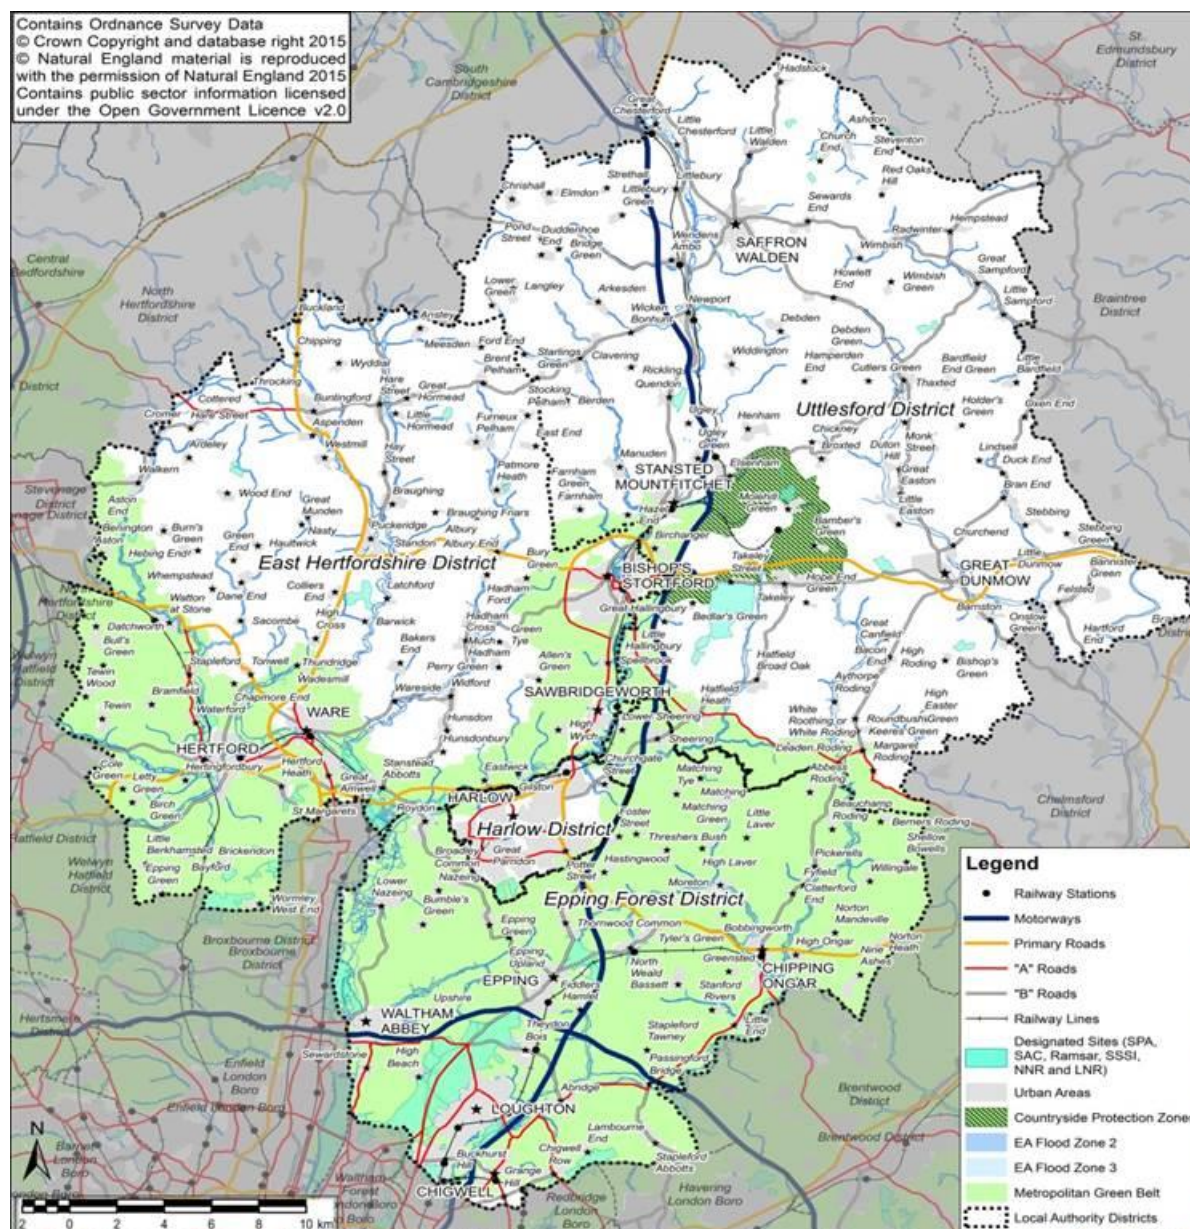 Contains Ordnance Survey Data
© Crown Copyright and database right 2015
© Natural England material is reproduced
with the permission of Natural England 2015
Contains public sector information licensed
under the Open Government Licence v2.0
St.
Edmundsbury
District
South
Cambridgeshire
District
Hadstock
Great
Chesterford
Little
Chesterford
Little
Walden
Ashdon
Church
End
Steventon
End
Red Oaks
Hill
Strethall
Littlebury
Littlebury
Green
Chrishall
Elmdon
Sewards
End
Hempstead
Radwinter
Pond
Street
Duddenhoe
End
Bridge
Green
Wendens
Ambo
SAFFRON
WALDEN
Wimbish
Howlett
End
Wimbish
Green
Great
Sampford
Little
Sampford
Central
Bedfordshire
North
Hertfordshire
District
Braintree
District
Lower
Green
Langley
Arkesden
Wicken
Bonhunt
Newport
Buckland
Anstey
Chipping
Meesden
Ford End
Brent
Pelham
Starlings
Green
Clavering
Debden
Debden
Green
Widdington
Hamperden
End
Cutlers Green
Bardfield
End Green
Little
Bardfield
Wyddial
Throcking
Hare
Street
Great
Hormead
Stocking
Pelham
Berden
Rickling
Quendon
Thaxted
Holder's
Green
Oxen End
Cottered
Cromer
Hare Street
Buntingford
Aspenden
Little
Hormead
Furneux
Pelham
Ugley
Ugley
Green
Henham
Uttlesford District
Chickney
Broxted
Duton
Hill
Monk
Street
Lindsell
Duck End
Ardeley
Westmill
Hay
Street
East End
Manuden
STANSTED
MOUNTFITCHET
Elsenham
Great
Easton
Bran End
Walkern
Wood End
Great
Munden
Nasty
Braughing
Patmore
Heath
Farnham
Green
Farnham
Molehill
Green
Little
Easton
Stebbing
Stevenage
District
Aston
End
Benington
Aston
Burn's
Green
Hebing End
Green
End
Haultwick
Puckeridge
Standon
Braughing Friars
Albury
Albury End
Hazel
End
Birchanger
Bamber's
Green
Churchend
Stebbing
Green
East Hertfordshire District
Bury
Green
BISHOP'S
STORTFORD
Takeley
Street
Little
Dunmow
Bannister
Green
GREAT
DUNMOW
Whempstead
Watton
at Stone
Dane End
Colliers
End
Latchford
Hadham
Ford
Great Hallingbury
Takeley
Hope End
Green
Felsted
North
Hertfordshire
District
Datchworth
Bull's
Green
Sacombe
High
Cross
Barwick
Hadham
Cross
Much
Hadham
Green
Tye
Little
Hallingbury
Bedlar's Green
Great
Canfield
Barnston
Onslow
Green
Hartford
End
Welwyn
Hatfield
District
Tewin
Wood
Stapleford
Tonwell
Thundridge
Wadesmill
Bakers
End
Perry Green
Allen's
Green
Spellbrook
Hatfield
Broad Oak
Bacon
End
High
Roding
Bishop's
Green
Bramfield
Chapmore End
Wareside
Widford
SAWBRIDGEWORTH
Hatfield
Heath
Aythorpe
Roding
High
Easter
Tewin
Waterford
WARE
Hunsdon
High
Wych
Lower Sheering
White
Roothing or
White Roding
Roundbush
Green
Keeres Green
HERTFORD
Hertingfordbury
Hunsdonbury
Sheering
Leaden Roding
Margaret
Roding
Cole
Green
Letty
Green
Hertford
Heath
Great
Amwell
Stanstead
Abbotts
Eastwick
Churchgate
Street
Matching
Tye
Abbess
Roding
Birch
Green
St Margarets
Roydon
Gilston
HARLOW
Matching
Matching
Green
Little
Laver
Beauchamp
Roding
Berners Roding
Chelmsford
District
Hatfield District
Welwyn
Hatfield
District
Little
Berkhamsted
Brickendon
Harlow District
Foster
Street
Threshers Bush
Shellow
Bowells
Epping
Green
Bayford
Broadley
Common
Great
Parndon
Nazeing
Potter
Street
Hastingwood
High Laver
Pickerells
Fyfield
Willingale
Wormley
West End
Lower
Nazeing
Bumble's
Green
Epping Forest District
Moreton
Clatterford
End
Norton
Mandeville
Broxbourne District
Broxbourne
District
Epping
Green
Thornwood Common
Tyler's Green
Bobbingworth
High Ongar
Norton
Heath
Nine
Ashes
Epping
Upland
Greensted
CHIPPING
ONGAR
EPPING
Fiddlers
Hamlet
North
Weald
Bassett
Stanford
Rivers
Upshire
WALTHAM
ABBEY
Hertsmere
District
Theydon
Bois
Stapleford
Tawney
Little
End
Sewardstone
High
Beach
Passingford
Bridge
Enfield
London
Boro
Enfield London Boro
Abridge
Brentwood
District
LOUGHTON
Lambourne
End
Brentwood District
Buckhurst
Hill
Chigwell
Row
Stapleford
Abbotts
CHIGWELL
Grange
Hill
Waltham
Forest
Redbridge
London
Boro
Havering
London Boro
N
2 0 2 4 6 8 10 km
Legend
Railway Stations
Motorways
Primary Roads
"A" Roads
"B" Roads
Railway Lines
Designated Sites (SPA,
SAC, Ramsar, SSSI,
NNR and LNR)
Urban Areas
Countryside Protection Zones
EA Flood Zone 2
EA Flood Zone 3
Metropolitan Green Belt
Local Authority Districts